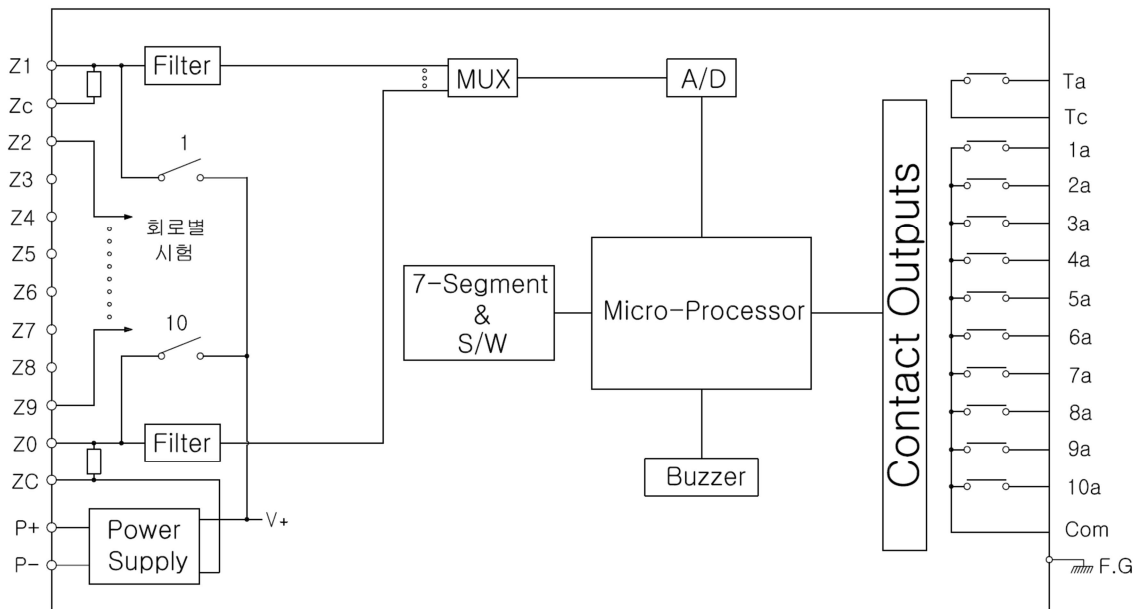 Z1
Zc
Z2
Z3
Z4
Z5
Z6
Z7
Z8
Z9
Z0
ZC
P+
P-
Filter
1
회로별
시험
10
Filter
Power
Supply
V+
MUX
A/D
7-Segment
&
S/W
Micro-Processor
Buzzer
Contact Outputs
Ta
Tc
1a
2a
3a
4a
5a
6a
7a
8a
9a
10a
Com
F.G